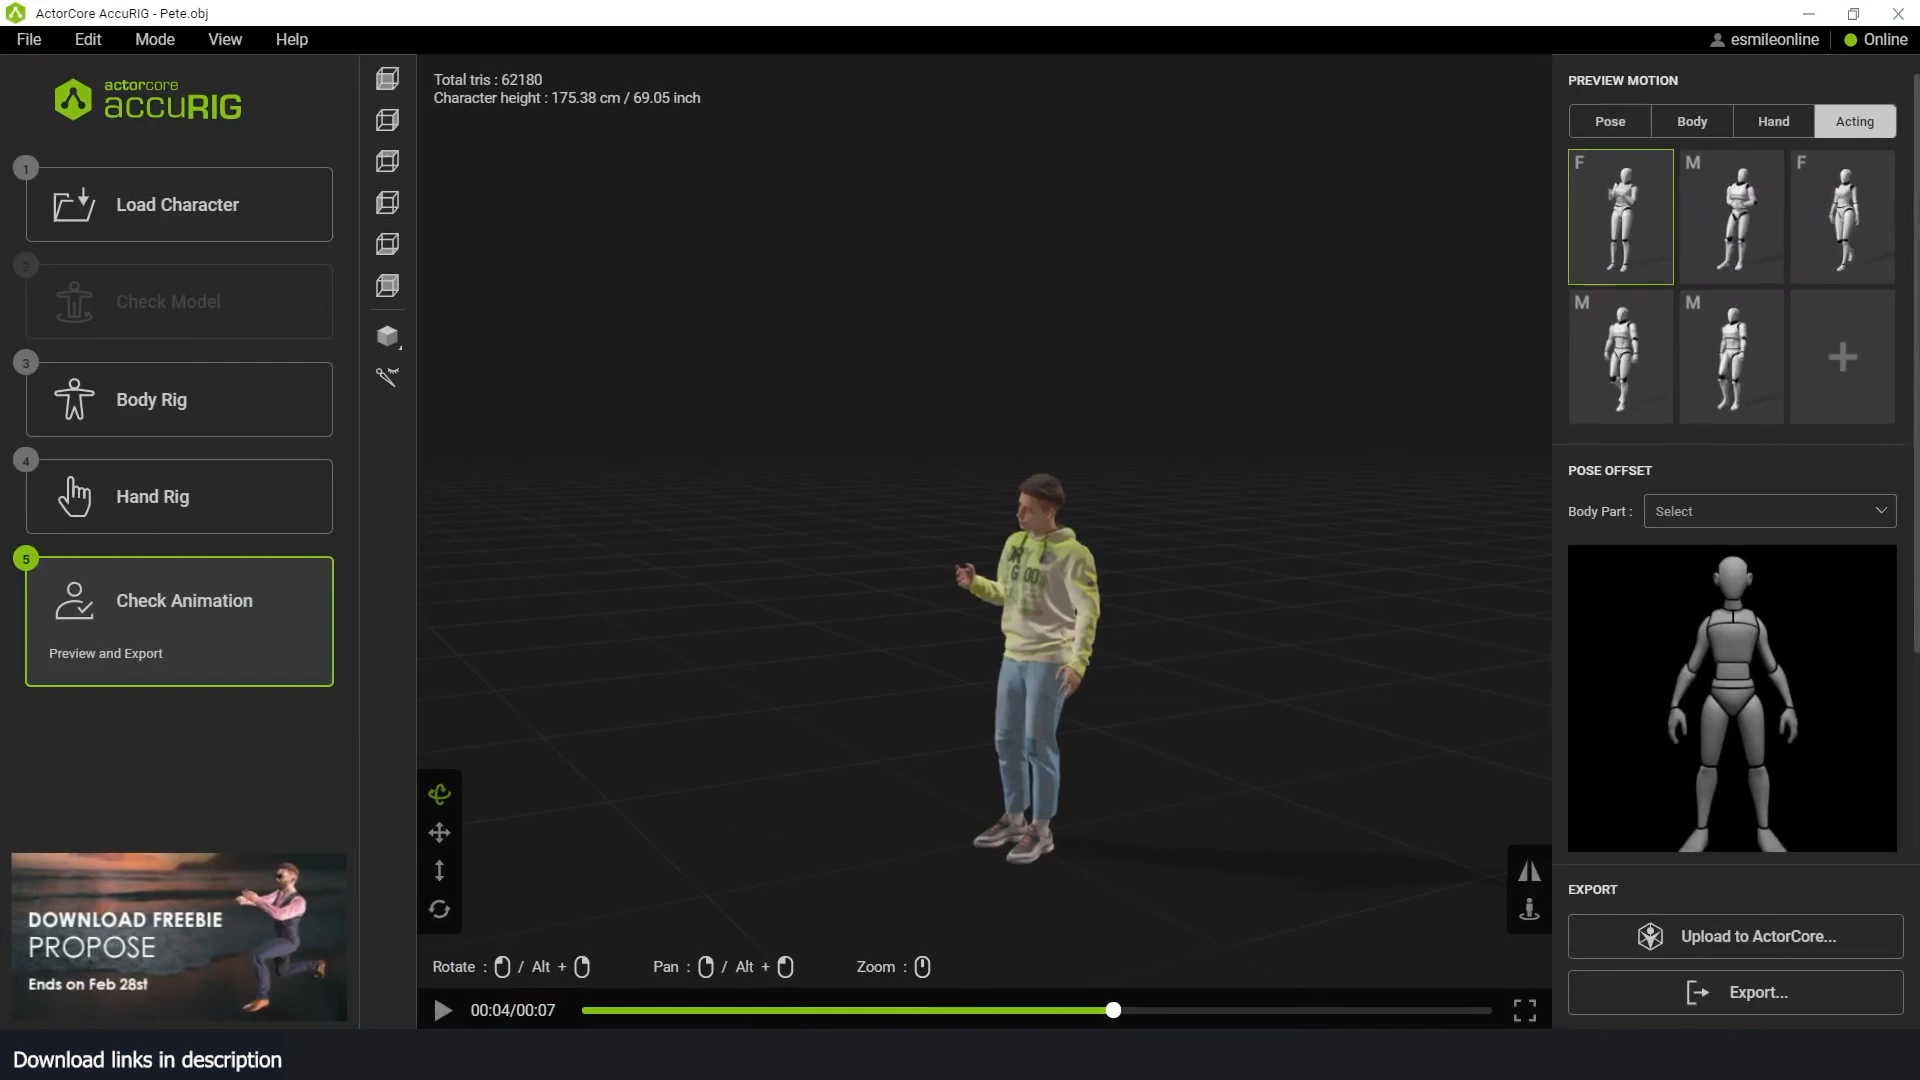 ActorCore AccuRIG - Pete.obj
File Edit Mode View Help
esmileonline Online
actorcore
accuRIG
1
Load Character
2
Check Model
3
Body Rig
4
Hand Rig
5
Check Animation
Preview and Export
DOWNLOAD FREEBIE
PROPOSE
Ends on Feb 28st
Total tris : 62180
Character height : 175.38 cm / 69.05 inch
Rotate : / Alt + Pan : / Alt + Zoom :
00:04/00:07
PREVIEW MOTION
Pose Body Hand Acting
F M F
M M
POSE OFFSET
Body Part : Select
EXPORT
Upload to ActorCore...
Export...
Download links in description